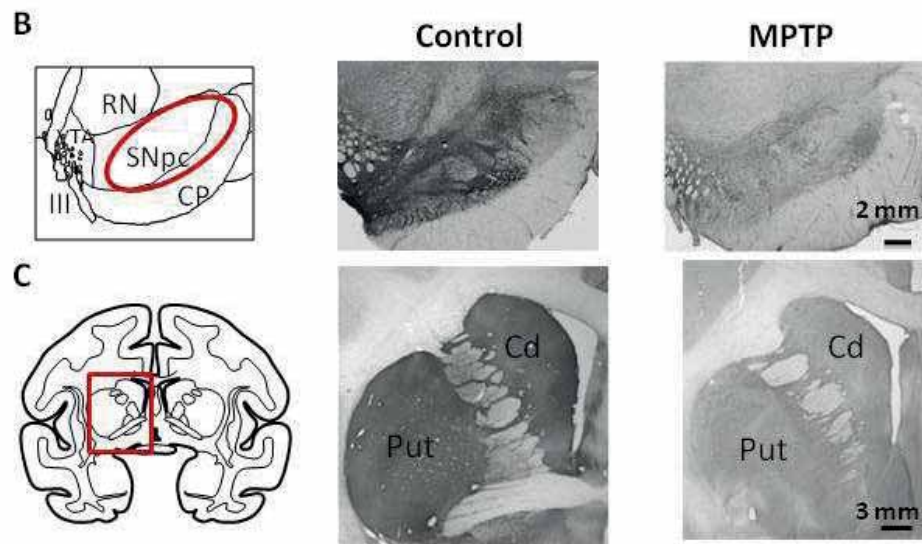 B
Control
MPTP
RN
VTA
SNpc
CP
III
2 mm
C
Cd
Put
Cd
Put
3 mm